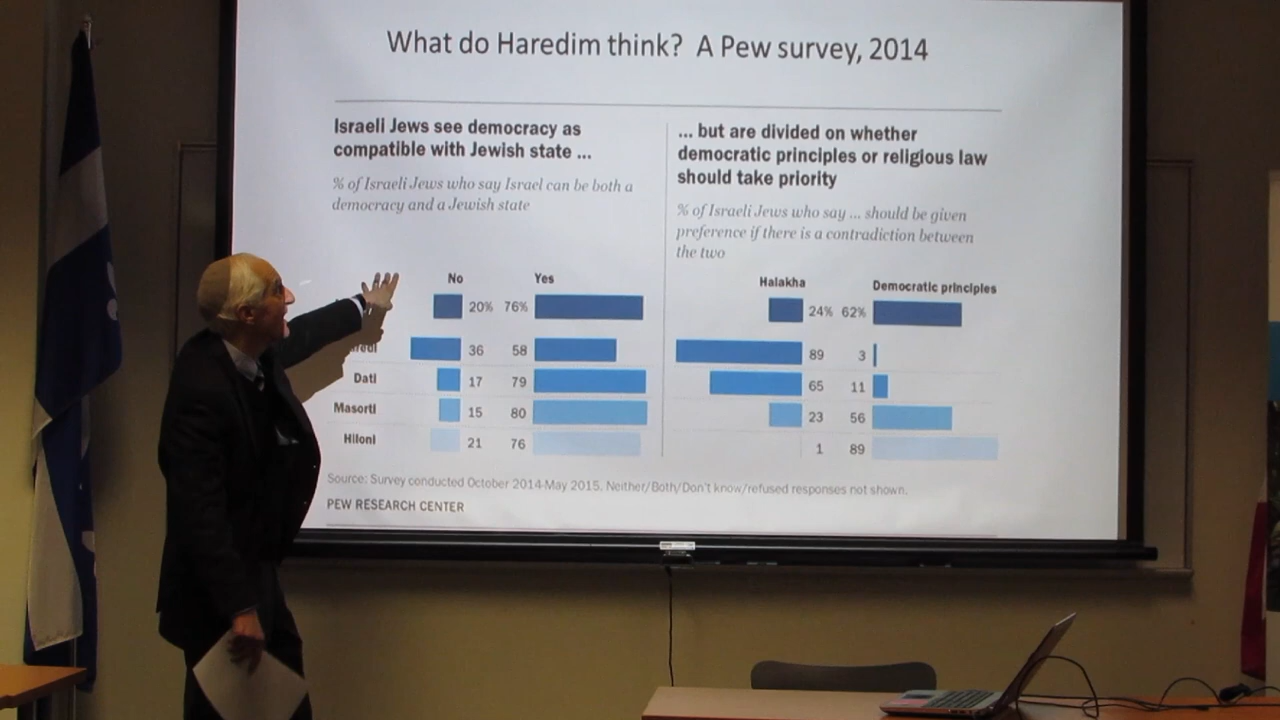 What do Haredim think? A Pew survey, 2014
Israeli Jews see democracy as
compatible with Jewish state ...
% of Israeli Jews who say Israel can be both a
democracy and a Jewish state
No Yes
20% 76%
36 58
Dati 17 79
Masorti 15 80
Hiloni 21 76
... but are divided on whether
democratic principles or religious law
should take priority
% of Israeli Jews who say ... should be given
preference if there is a contradiction between
the two
Halakha Democratic principles
24% 62%
89 3
65 11
23 56
1 89
Source: Survey conducted October 2014-May 2015. Neither/Both/Don't know/refused responses not shown.
PEW RESEARCH CENTER